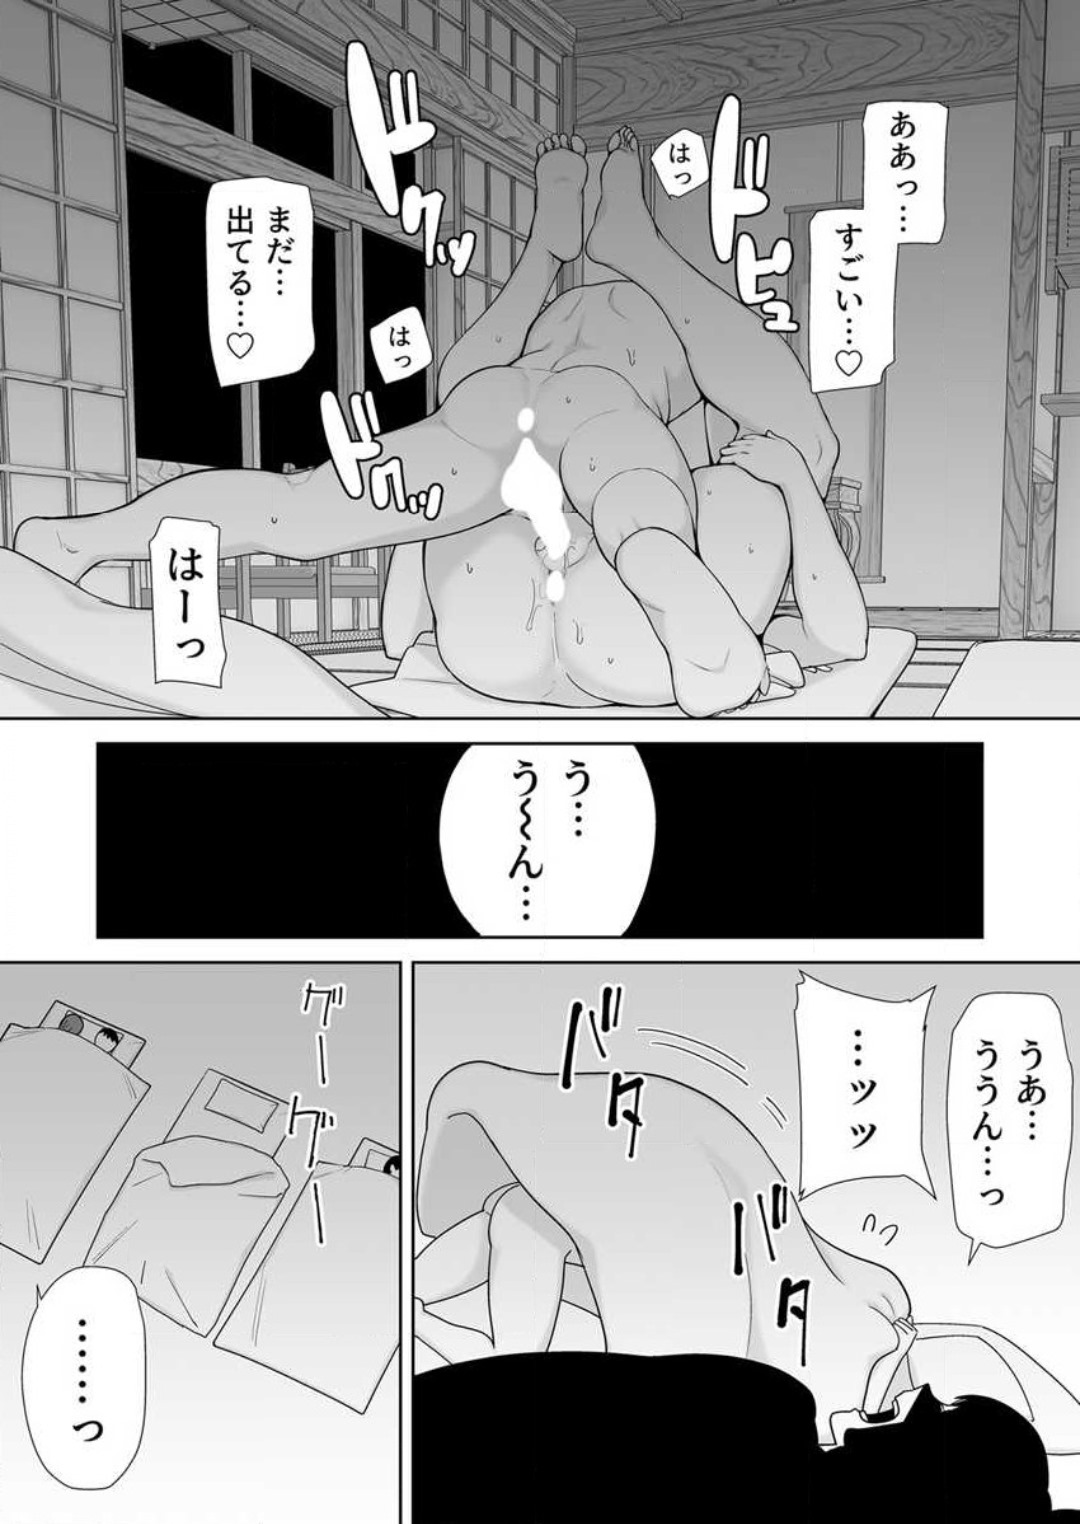 ああっ…
すごい…♡
はっ
ドピュ
ドクッ
まだ…
出てる…♡
はっ
ドクッ
はーっ
う…
う〜ん…
うあ…
ううん…っ
…ッッ
バタ
バタ
グーグー
……っ